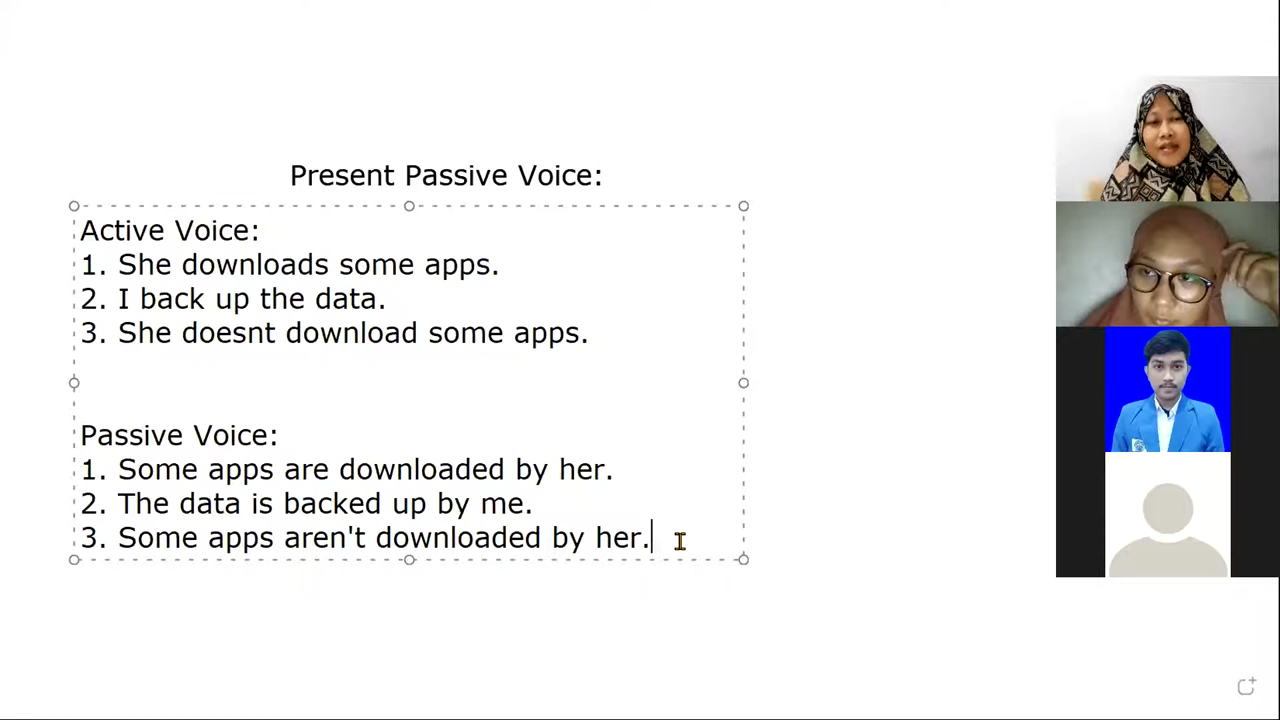 Present Passive Voice:
Active Voice:
1. She downloads some apps.
2. I back up the data.
3. She doesnt download some apps.
Passive Voice:
1. Some apps are downloaded by her.
2. The data is backed up by me.
3. Some apps aren't downloaded by her.